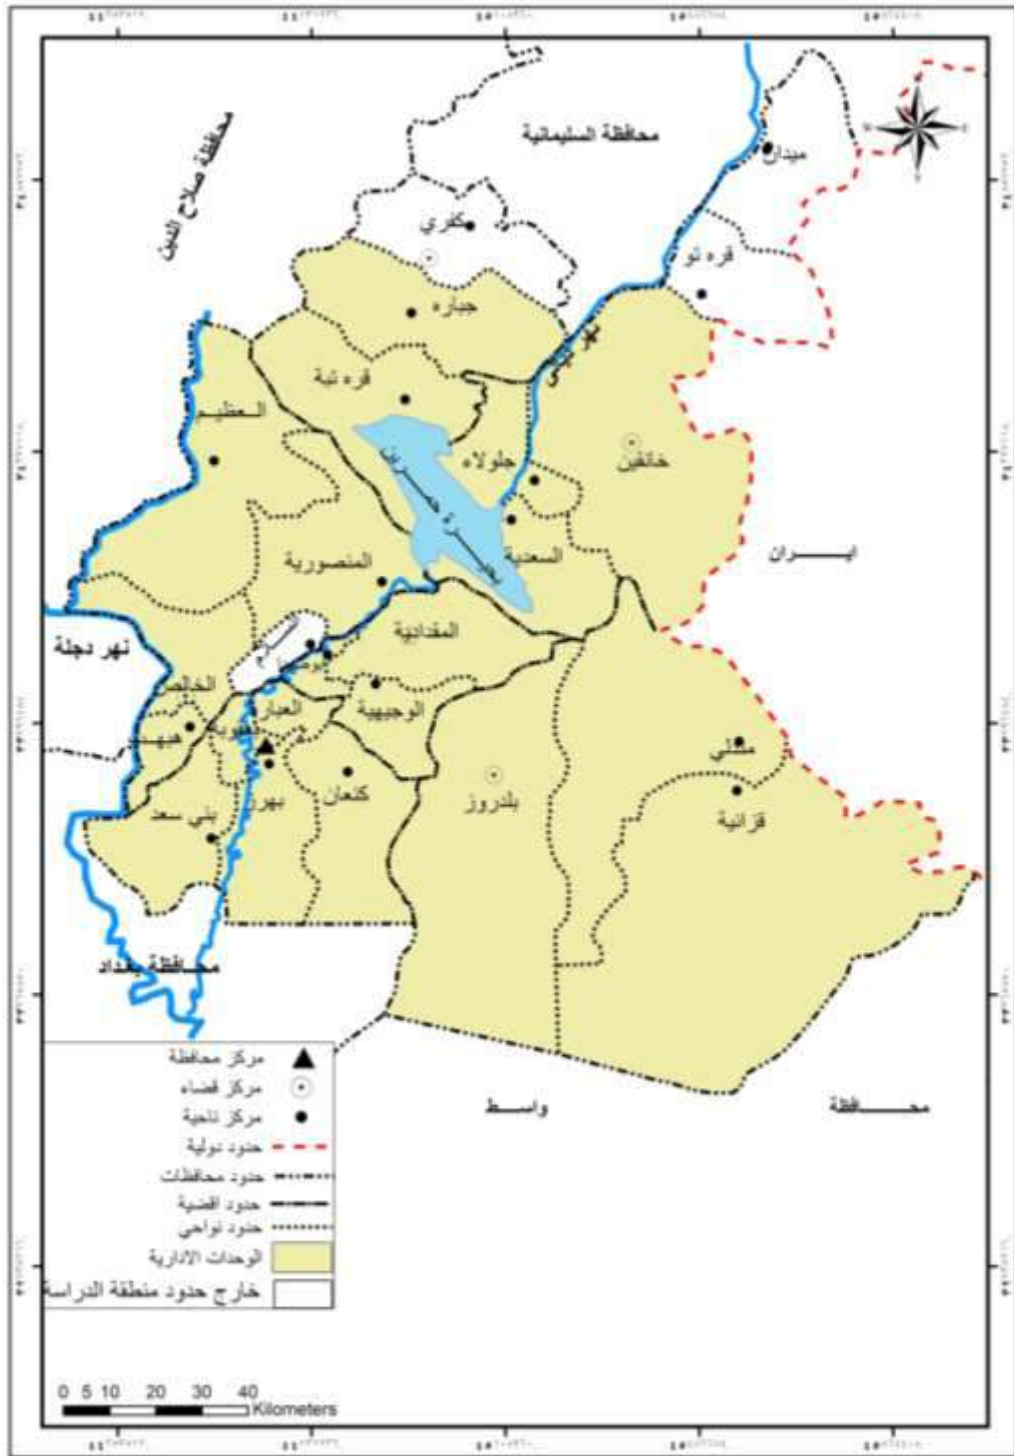 محافظة صلاح الدين
محافظة السليمانية
ميدان
كفري
قره تو
جباره
قره تبة
العظيم
جلولاء
خانقين
بحيرة حمرين
السعدية
ايران
المنصورية
المقدادية
نهر دجلة
الخالص
العبارة
الوجيهية
هبهب
بعقوبة
مندلي
بني سعد
بهرز
كنعان
بلدروز
قزانية
محافظة بغداد
محافظة
واسط
مركز محافظة
مركز قضاء
مركز ناحية
حدود دولية
حدود محافظات
حدود اقضية
حدود نواحي
الوحدات الادارية
خارج حدود منطقة الدراسة
0 5 10 20 30 40
Kilometers